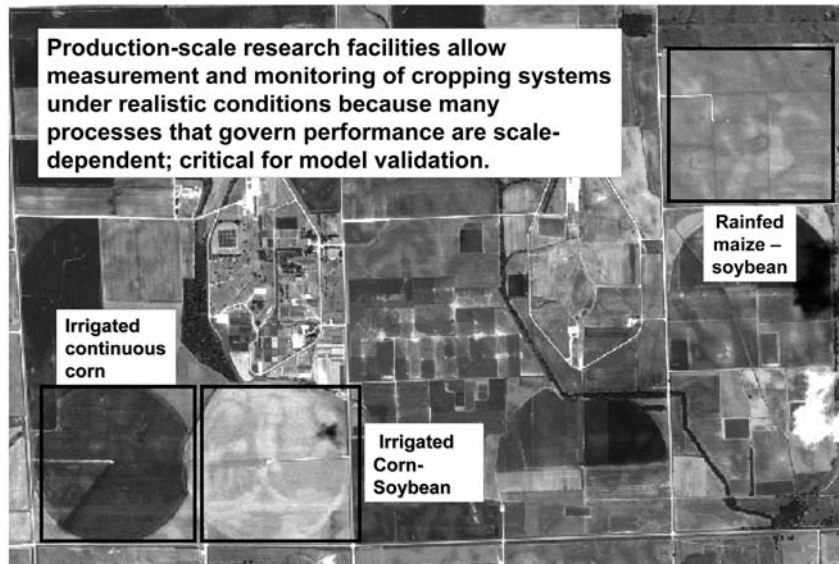 Production-scale research facilities allow
measurement and monitoring of cropping systems
under realistic conditions because many
processes that govern performance are scale-
dependent; critical for model validation.
Rainfed
maize –
soybean
Irrigated
continuous
corn
Irrigated
Corn-
Soybean